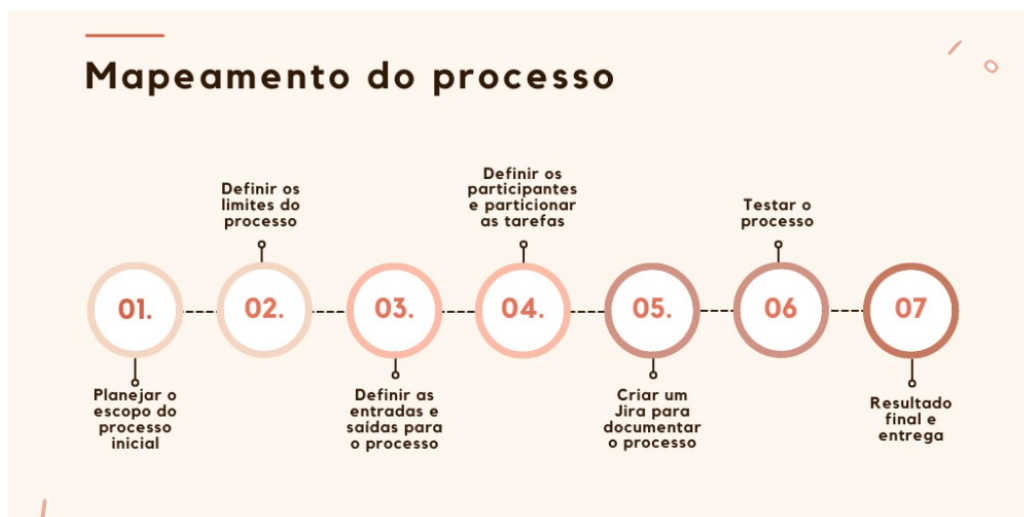 Mapeamento do processo
01.
Planejar o
escopo do
processo
inicial
Definir os
limites do
processo
02.
03.
Definir as
entradas e
saídas para
o processo
Definir os
participantes
e particionar
as tarefas
04.
05.
Criar um
Jira para
documentar
o processo
Testar o
processo
06
07
Resultado
final e
entrega